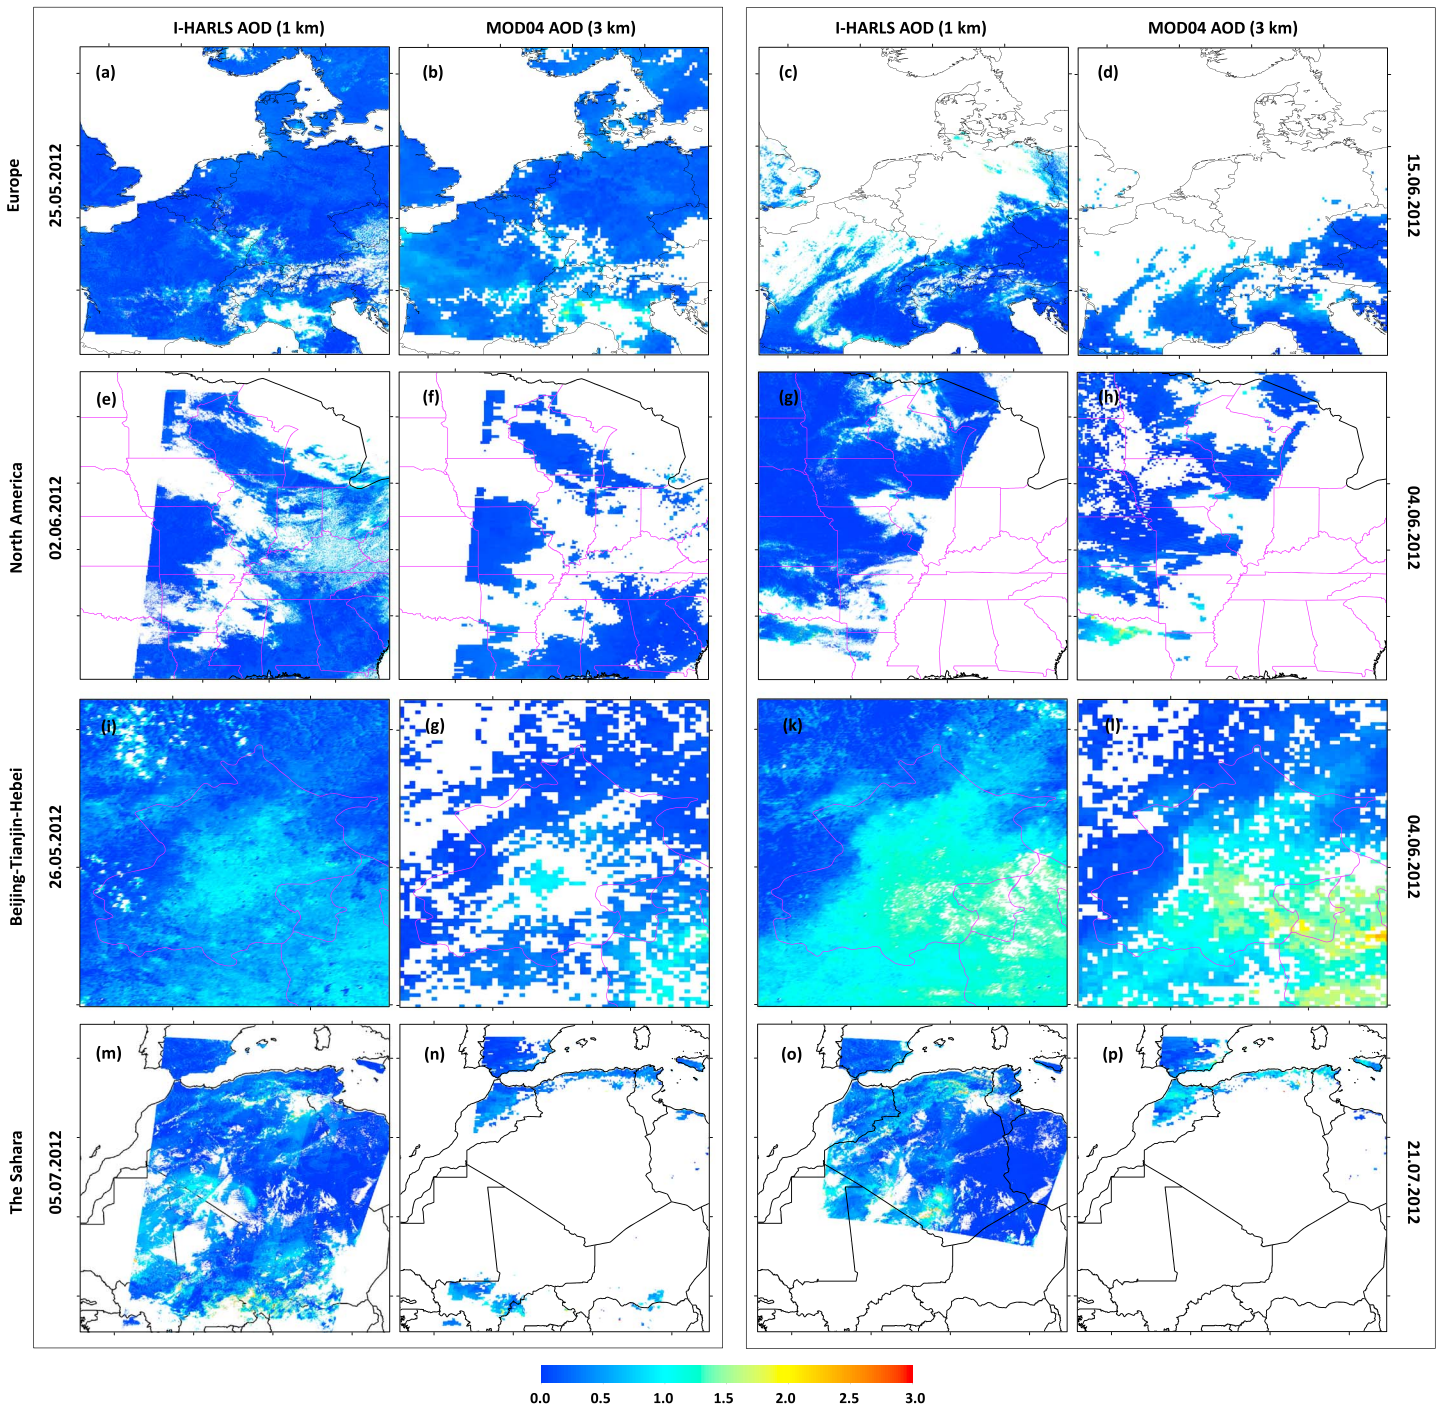 I-HARLS AOD (1 km)
MOD04 AOD (3 km)
I-HARLS AOD (1 km)
MOD04 AOD (3 km)
Europe
25.05.2012
(a)
(b)
(c)
(d)
15.06.2012
North America
02.06.2012
(e)
(f)
(g)
(h)
04.06.2012
Beijing-Tianjin-Hebei
26.05.2012
(i)
(g)
(k)
(l)
04.06.2012
The Sahara
05.07.2012
(m)
(n)
(o)
(p)
21.07.2012
0.0 0.5 1.0 1.5 2.0 2.5 3.0